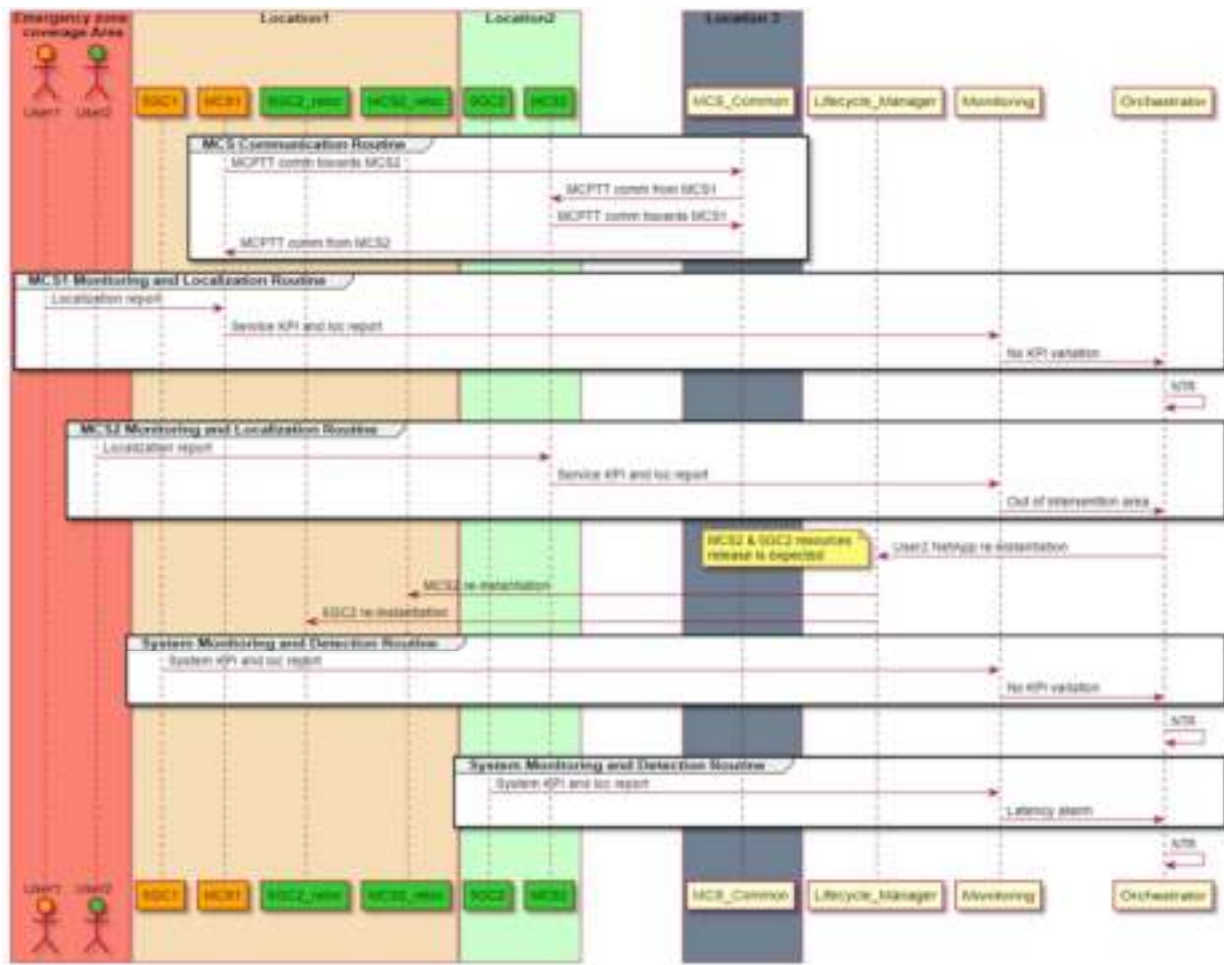 Emergency zone
coverage Area
Location1
Location2
Location 3
User1
User2
5GC1
MCS1
5GC2_reloc
MCS2_reloc
5GC2
MCS2
MCS_Common
Lifecycle_Manager
Monitoring
Orchestrator
MCS Communication Routine
MCPTT comm towards MCS2
MCPTT comm from MCS1
MCPTT comm towards MCS1
MCPTT comm from MCS2
MCS1 Monitoring and Localization Routine
Localization report
Service KPI and loc report
No KPI variation
NTR
MCS2 Monitoring and Localization Routine
Localization report
Service KPI and loc report
Out of intervention area
MCS2 & 5GC2 resources
release is expected
User2 NetApp re-instantiation
MCS2 re-instantiation
5GC2 re-instantiation
System Monitoring and Detection Routine
System KPI and loc report
No KPI variation
NTR
System Monitoring and Detection Routine
System KPI and loc report
Latency alarm
NTR
User1
User2
5GC1
MCS1
5GC2_reloc
MCS2_reloc
5GC2
MCS2
MCS_Common
Lifecycle_Manager
Monitoring
Orchestrator